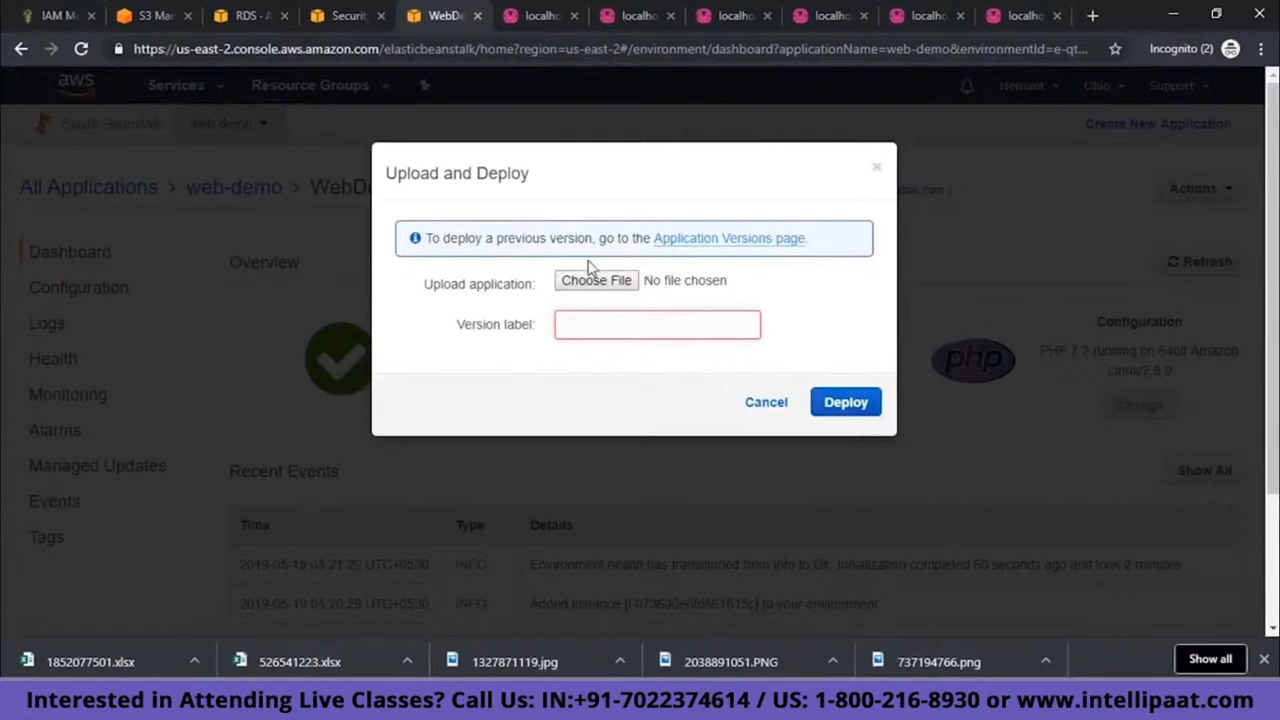 IAM Ma
S3 Mar
RDS - A
Securit
WebDe
localho
localho
localho
localho
localho
localho
https://us-east-2.console.aws.amazon.com/elasticbeanstalk/home?region=us-east-2#/environment/dashboard?applicationName=web-demo&environmentId=e-qt...
Incognito (2)
aws
Services
Resource Groups
Hemant
Ohio
Support
Elastic Beanstalk
web-demo
Create New Application
Upload and Deploy
All Applications > web-demo > WebDe
Actions
To deploy a previous version, go to the Application Versions page.
Dashboard
Overview
Refresh
Upload application:
Choose File
No file chosen
Configuration
Version label:
Logs
Configuration
Health
php
PHP 7.2 running on 64bit Amazon
Linux/2.8.9
Monitoring
Cancel
Deploy
Change
Alarms
Managed Updates
Recent Events
Show All
Events
Time
Type
Details
Tags
2019-05-19 03:21:29 UTC+0530
INFO
Environment health has transitioned from Info to Ok. Initialization completed 60 seconds ago and took 2 minutes.
2019-05-19 03:20:29 UTC+0530
INFO
to your environment
1852077501.xlsx
526541223.xlsx
1327871119.jpg
2038891051.PNG
737194766.png
Show all
Interested in Attending Live Classes? Call Us: IN:+91-7022374614 / US: 1-800-216-8930 or www.intellipaat.com